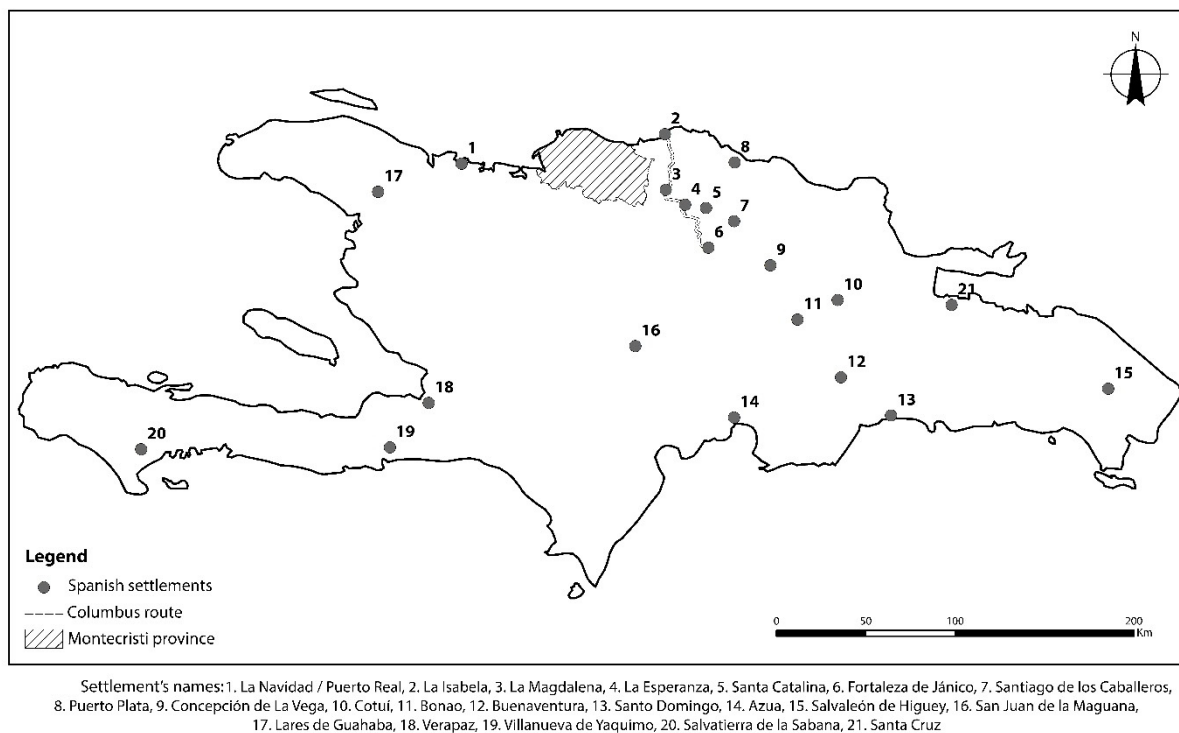 N
2
1
8
17
3
4
5
7
6
9
10
21
11
16
12
15
18
14
13
20
19
Legend
Spanish settlements
Columbus route
Montecristi province
0 50 100 200
Km
Settlement's names:1. La Navidad / Puerto Real, 2. La Isabela, 3. La Magdalena, 4. La Esperanza, 5. Santa Catalina, 6. Fortaleza de Jánico, 7. Santiago de los Caballeros,
8. Puerto Plata, 9. Concepción de La Vega, 10. Cotuí, 11. Bonao, 12. Buenaventura, 13. Santo Domingo, 14. Azua, 15. Salvaleón de Higuey, 16. San Juan de la Maguana,
17. Lares de Guahaba, 18. Verapaz, 19. Villanueva de Yaquimo, 20. Salvatierra de la Sabana, 21. Santa Cruz